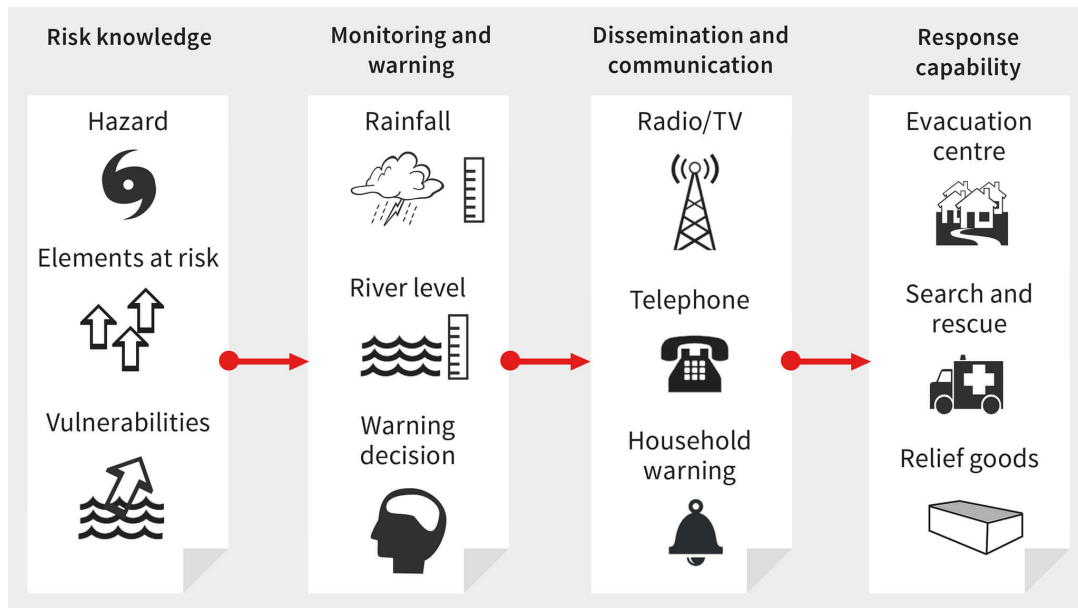 Risk knowledge
Hazard
Elements at risk
Vulnerabilities
Monitoring and
warning
Rainfall
River level
Warning
decision
Dissemination and
communication
Radio/TV
Telephone
Household
warning
Response
capability
Evacuation
centre
Search and
rescue
Relief goods